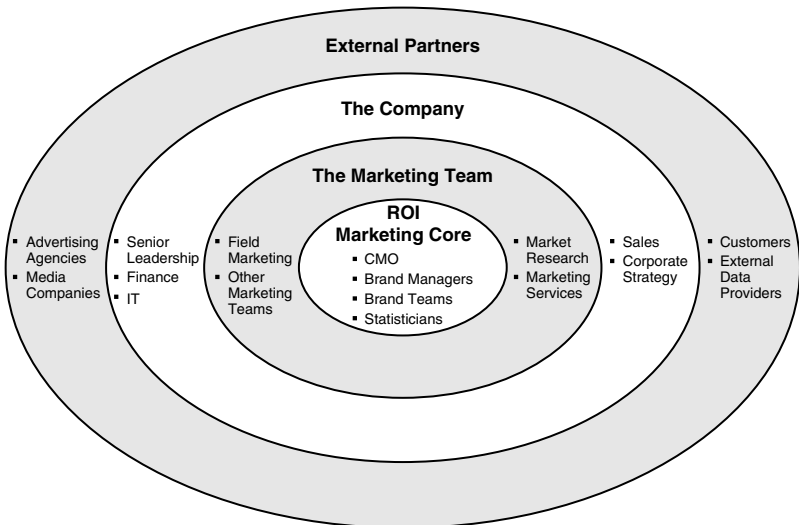 External Partners
The Company
The Marketing Team
ROI
Marketing Core
▪ Advertising
Agencies
▪ Media
Companies
▪ Senior
Leadership
▪ Finance
▪ IT
▪ Field
Marketing
▪ Other
Marketing
Teams
▪ CMO
▪ Brand Managers
▪ Brand Teams
▪ Statisticians
▪ Market
Research
▪ Marketing
Services
▪ Sales
▪ Corporate
Strategy
▪ Customers
▪ External
Data
Providers